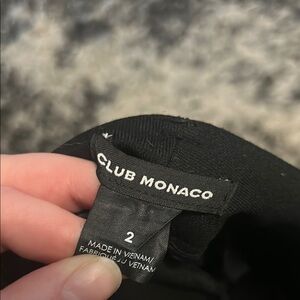 CLUB MONACO
2
MADE IN VIETNAM/
FABRIQUÉ AU VIETNAM